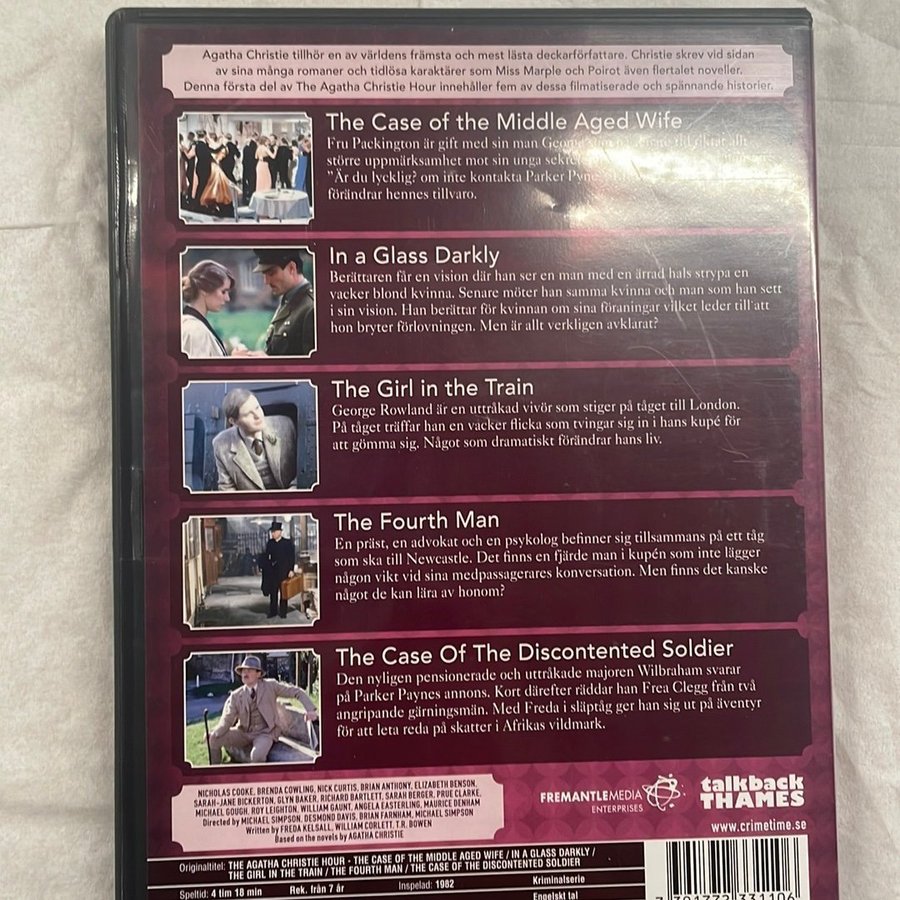 Agatha Christie tillhör en av världens främsta och mest lästa deckarförfattare. Christie skrev vid sidan
av sina många romaner och tidlösa karaktärer som Miss Marple och Poirot även flertalet noveller.
Denna första del av The Agatha Christie Hour innehåller fem av dessa filmatiserade och spännande historier.
The Case of the Middle Aged Wife
Fru Packington är gift med sin man George
större uppmärksamhet mot sin unga
"Är du lycklig? om inte kontakta Parker Pyne
förändrar hennes tillvaro.
In a Glass Darkly
Berättaren får en vision där han ser en man med en ärrad hals strypa en
vacker blond kvinna. Senare möter han samma kvinna och man som han sett
i sin vision. Han berättar för kvinnan om sina föraningar vilket leder till att
hon bryter förlovningen. Men är allt verkligen avklarat?
The Girl in the Train
George Rowland är en uttråkad vivör som stiger på tåget till London.
På tåget träffar han en vacker flicka som tvingar sig in i hans kupé för
att gömma sig. Något som dramatiskt förändrar hans liv.
The Fourth Man
En präst, en advokat och en psykolog befinner sig tillsammans på ett tåg
som ska till Newcastle. Det finns en fjärde man i kupén som inte lägger
någon vikt vid sina medpassagerares konversation. Men finns det kanske
något de kan lära av honom?
The Case Of The Discontented Soldier
Den nyligen pensionerade och uttråkade majoren Wilbraham svarar
på Parker Paynes annons. Kort därefter räddar han Frea Clegg från två
angripande gärningsmän. Med Freda i släptåg ger han sig ut på äventyr
för att leta reda på skatter i Afrikas vildmark.
NICHOLAS COOKE, BRENDA COWLING, NICK CURTIS, BRIAN ANTHONY, ELIZABETH BENSON,
SARAH-JANE BICKERTON, GLYN BAKER, RICHARD BARTLETT, SARAH BERGER, PRUE CLARKE,
MICHAEL GOUGH, ROY LEIGHTON, WILLIAM GAUNT, ANGELA EASTERLING, MAURICE DENHAM
Directed by MICHAEL SIMPSON, DESMOND DAVIS, BRIAN FARNHAM, MICHAEL SIMPSON
Written by FREDA KELSALL, WILLIAM CORLETT, T.R. BOWEN
Based on the novels by AGATHA CHRISTIE
FREMANTLEMEDIA
ENTERPRISES
talkback
THAMES
www.crimetime.se
Originaltitel: THE AGATHA CHRISTIE HOUR - THE CASE OF THE MIDDLE AGED WIFE / IN A GLASS DARKLY /
THE GIRL IN THE TRAIN / THE FOURTH MAN / THE CASE OF THE DISCONTENTED SOLDIER
Speltid: 4 tim 18 min Rek. från 7 år Inspelad: 1982 Kriminalserie
Engelskt tal